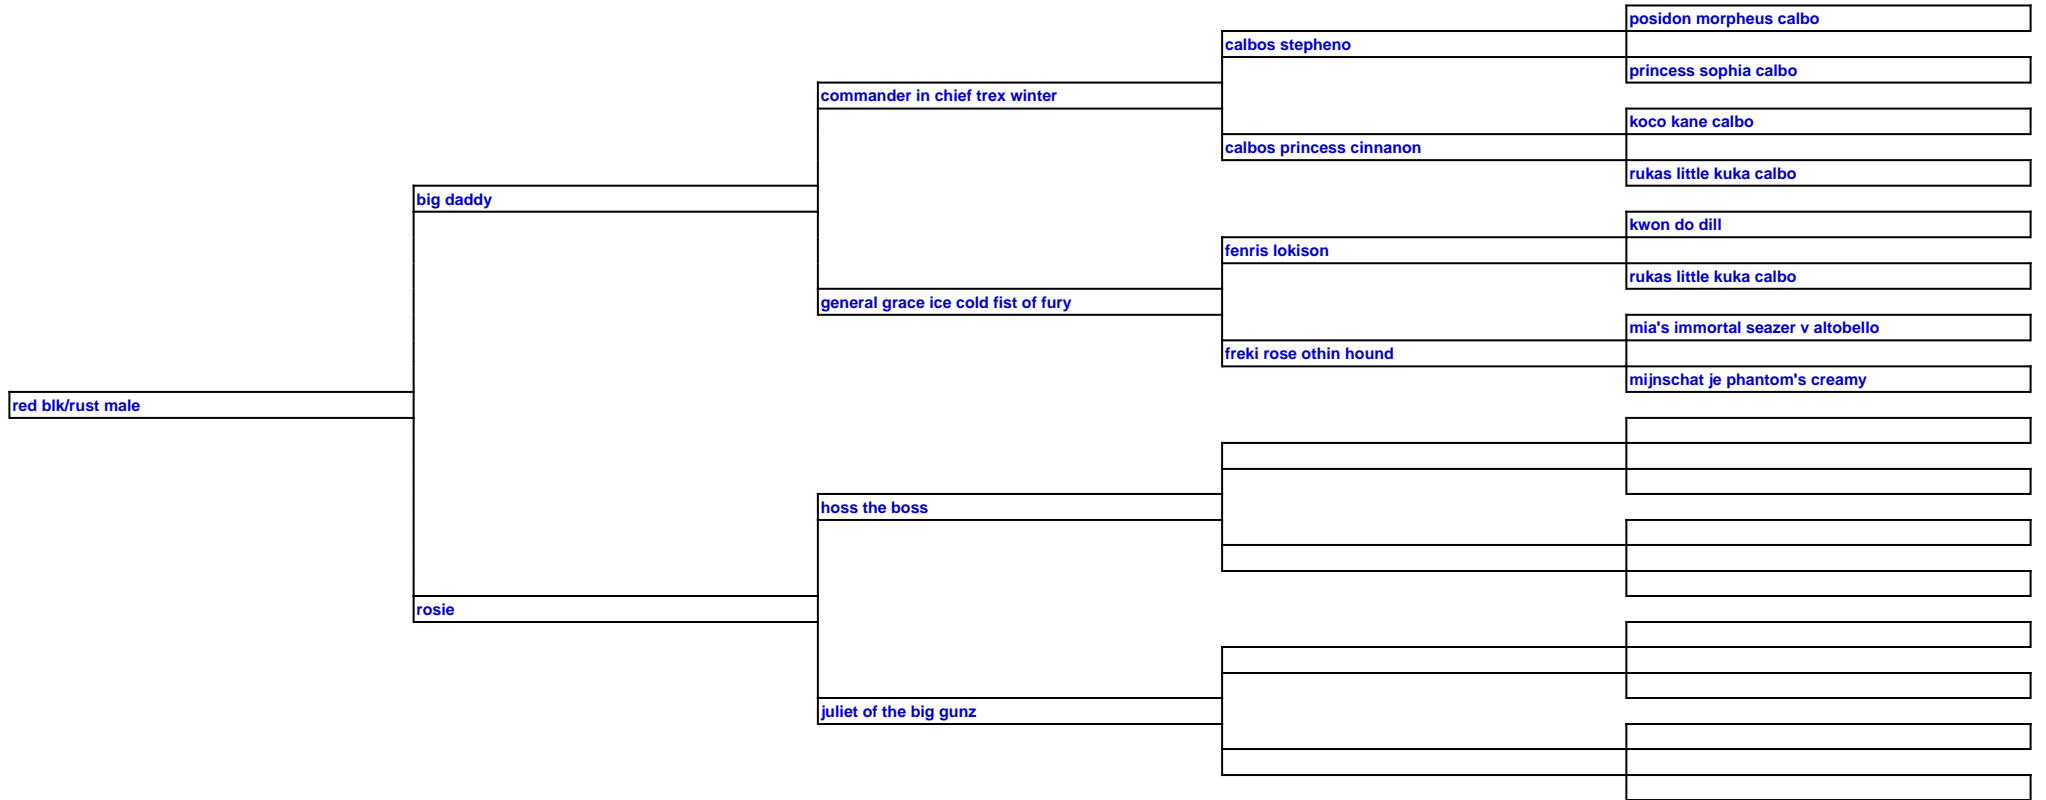 posidon morpheus calbo
calbos stepheno
princess sophia calbo
commander in chief trex winter
koco kane calbo
calbos princess cinnanon
rukas little kuka calbo
big daddy
kwon do dill
fenris lokison
rukas little kuka calbo
general grace ice cold fist of fury
mia's immortal seazer v altobello
freki rose othin hound
mijnschat je phantom's creamy
red blk/rust male
hoss the boss
rosie
juliet of the big gunz